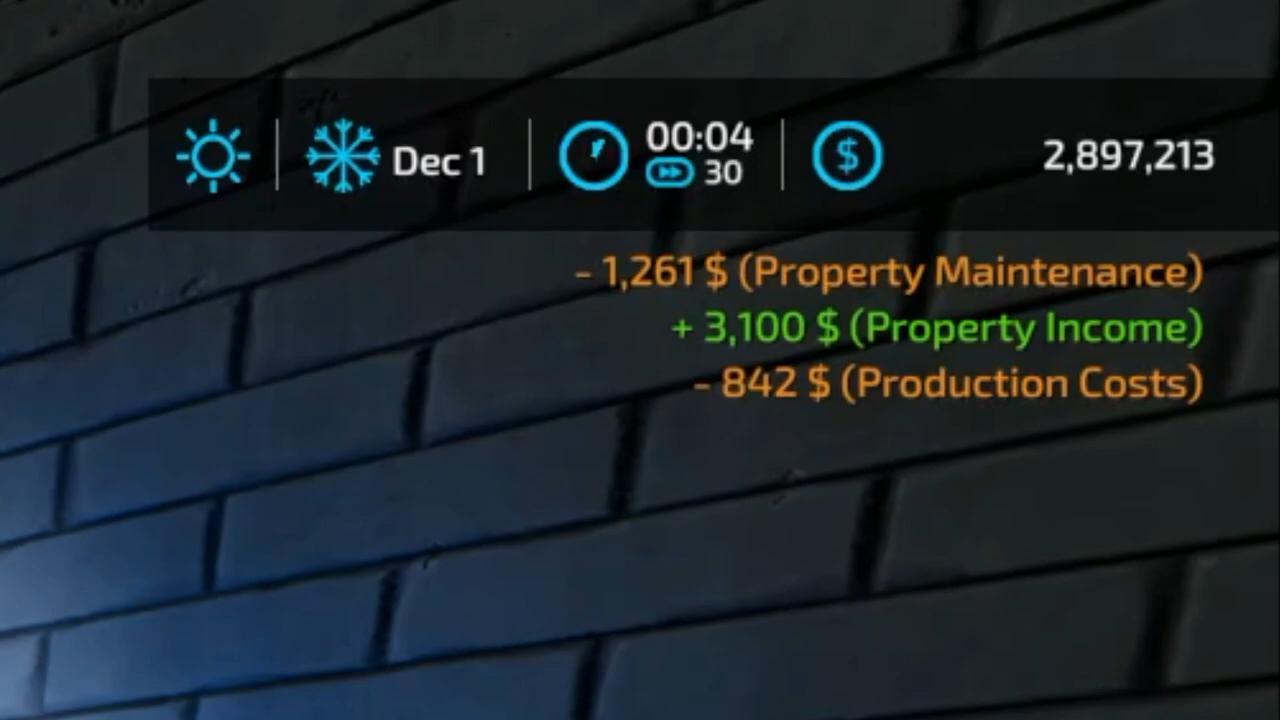 Dec 1
00:04
30
$
2,897,213
- 1,261 $ (Property Maintenance)
+ 3,100 $ (Property Income)
- 842 $ (Production Costs)